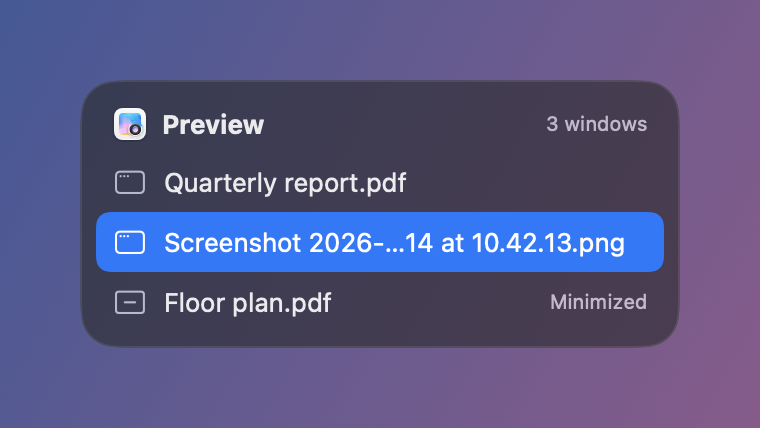 Preview
3 windows
Quarterly report.pdf
Screenshot 2026-...14 at 10.42.13.png
Floor plan.pdf
Minimized